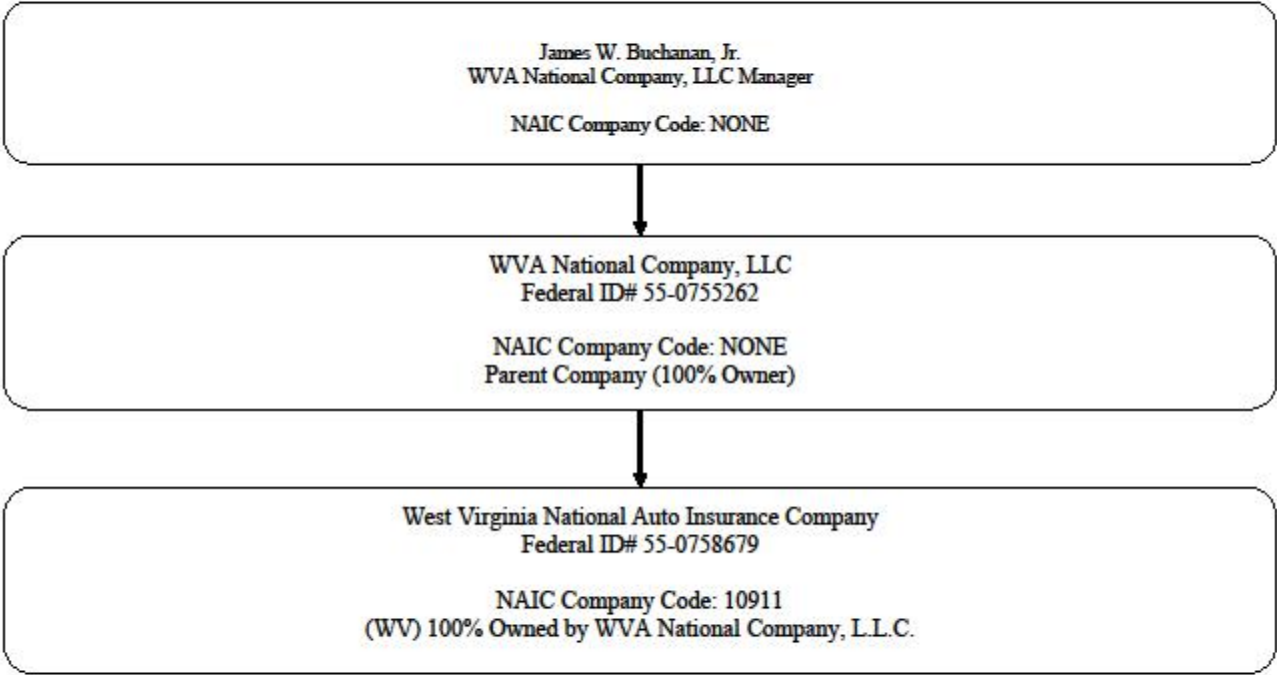 James W. Buchanan, Jr.
WVA National Company, LLC Manager
NAIC Company Code: NONE
WVA National Company, LLC
Federal ID# 55-0755262
NAIC Company Code: NONE
Parent Company (100% Owner)
West Virginia National Auto Insurance Company
Federal ID# 55-0758679
NAIC Company Code: 10911
(WV) 100% Owned by WVA National Company, L.L.C.